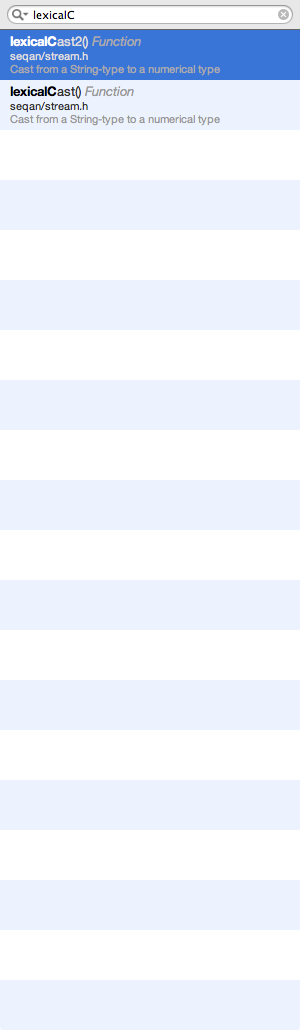 lexicalC
lexicalCast2() Function
seqan/stream.h
Cast from a String-type to a numerical type
lexicalCast() Function
seqan/stream.h
Cast from a String-type to a numerical type